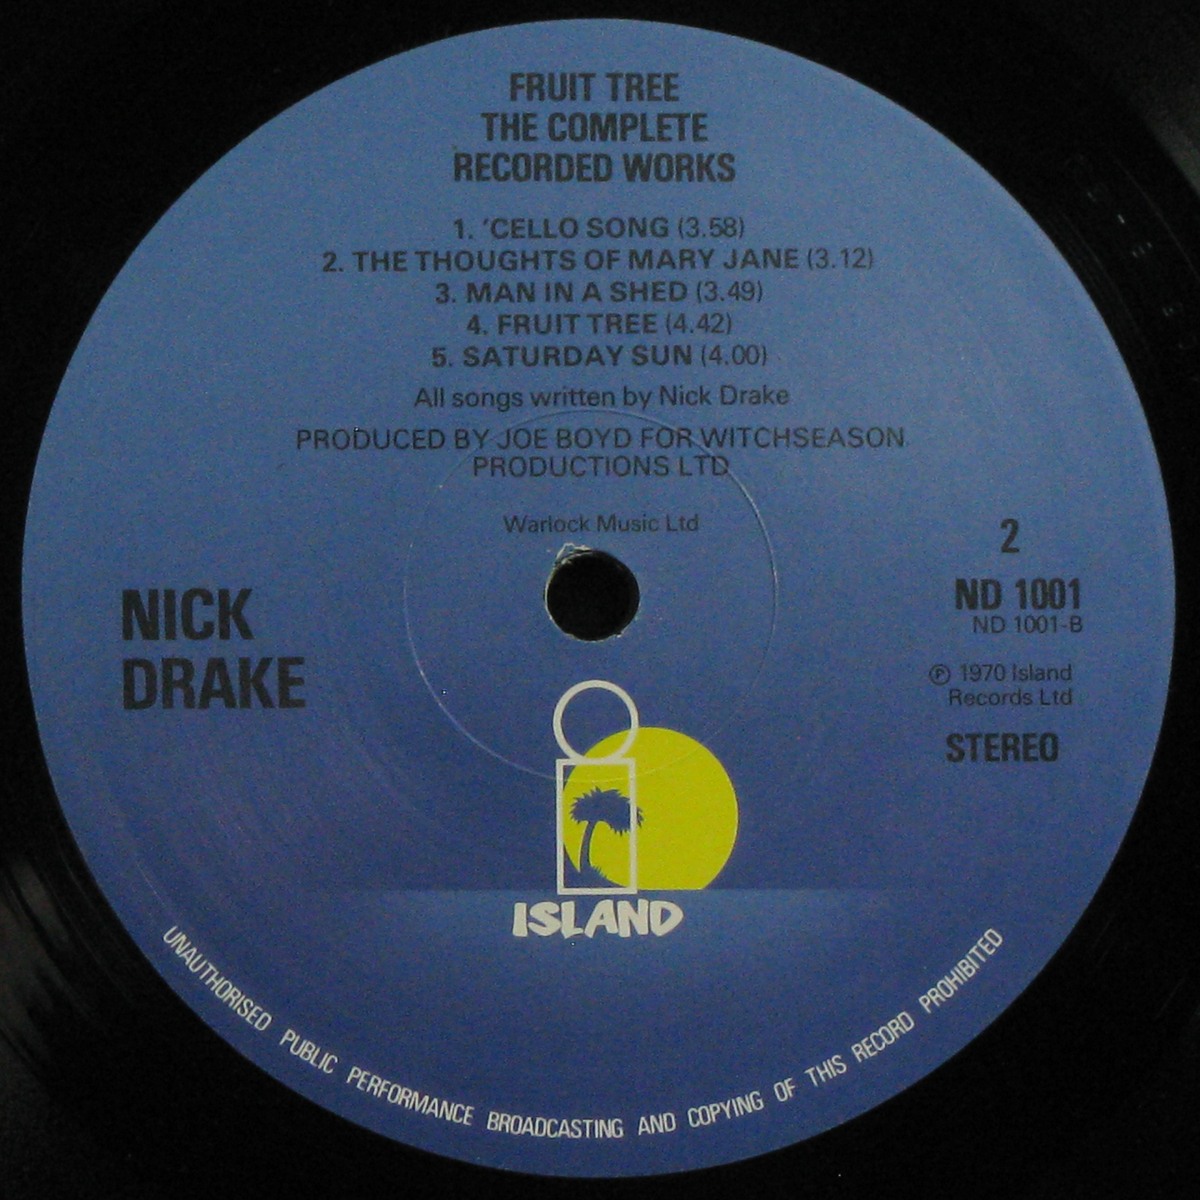 FRUIT TREE
THE COMPLETE
RECORDED WORKS
1. 'CELLO SONG (3.58)
2. THE THOUGHTS OF MARY JANE (3.12)
3. MAN IN A SHED (3.49)
4. FRUIT TREE (4.42)
5. SATURDAY SUN (4.00)
All songs written by Nick Drake
PRODUCED BY JOE BOYD FOR WITCHSEASON
PRODUCTIONS LTD
Warlock Music Ltd
NICK
DRAKE
2
ND 1001
ND 1001-B
Ⓟ 1970 Island
Records Ltd
STEREO
ISLAND
UNAUTHORISED PUBLIC PERFORMANCE BROADCASTING AND COPYING OF THIS RECORD PROHIBITED